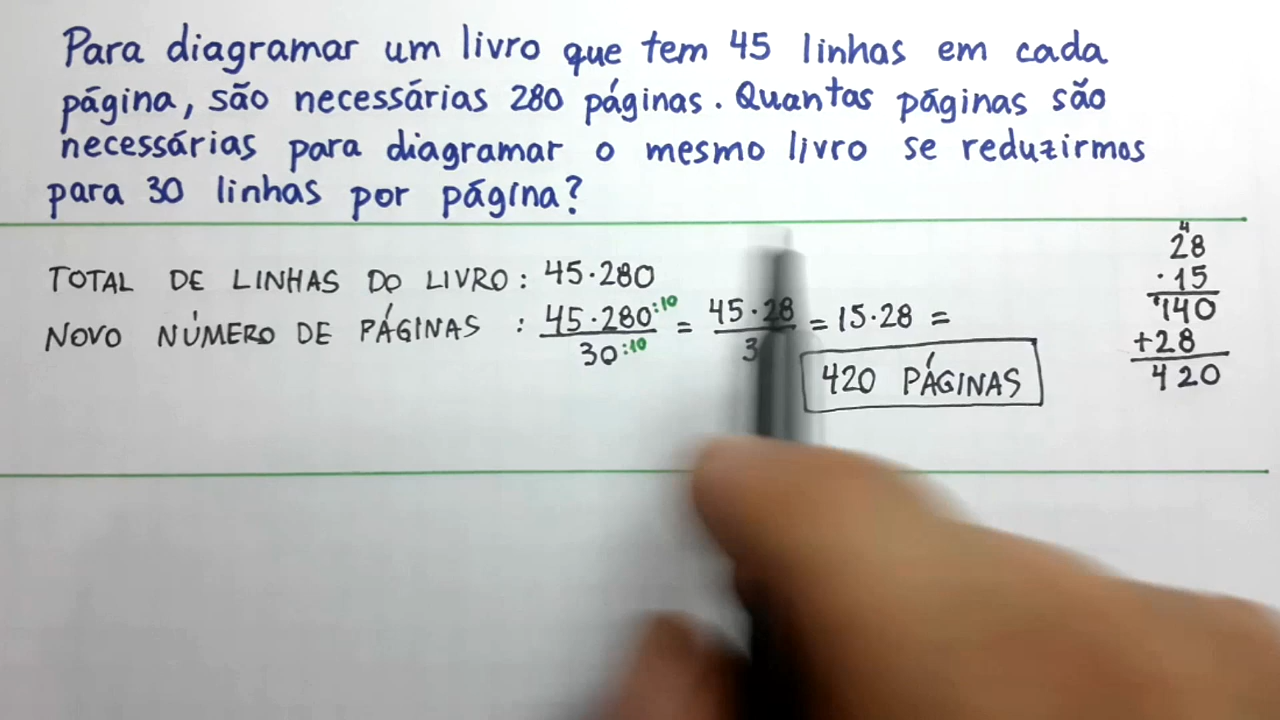 Para diagramar um livro que tem 45 linhas em cada
página, são necessárias 280 páginas. Quantas páginas são
necessárias para diagramar o mesmo livro se reduzirmos
para 30 linhas por página?
TOTAL DE LINHAS DO LIVRO: 45·280
NOVO NÚMERO DE PÁGINAS : 45·280:10 / 30:10 = 45·28 / 3 = 15·28 =
420 PÁGINAS
4
28
·15
¹140
+28
420